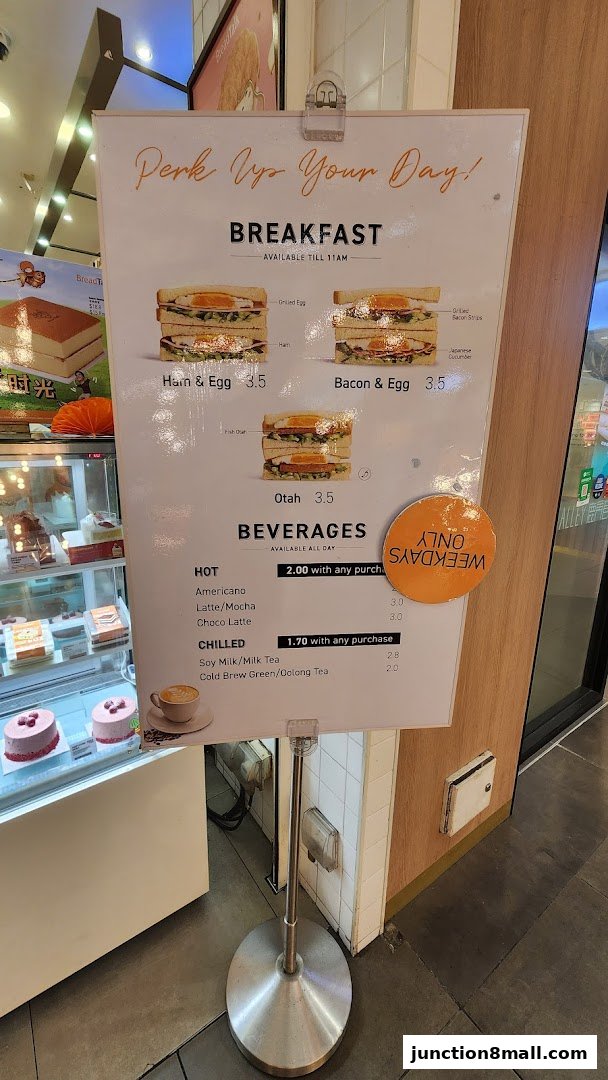 Perk Up Your Day!
BREAKFAST
AVAILABLE TILL 11AM
Grilled Egg
Ham
Ham & Egg 3.5
Grilled
Bacon Strips
Japanese
Cucumber
Bacon & Egg 3.5
Fish Otah
Otah 3.5
BEVERAGES
AVAILABLE ALL DAY
WEEKDAYS
ONLY
HOT 2.00 with any purch
Americano
Latte/Mocha 3.0
Choco Latte 3.0
CHILLED 1.70 with any purchase
Soy Milk/Milk Tea 2.8
Cold Brew Green/Oolong Tea 2.0
BreadTa
时光
junction8mall.com